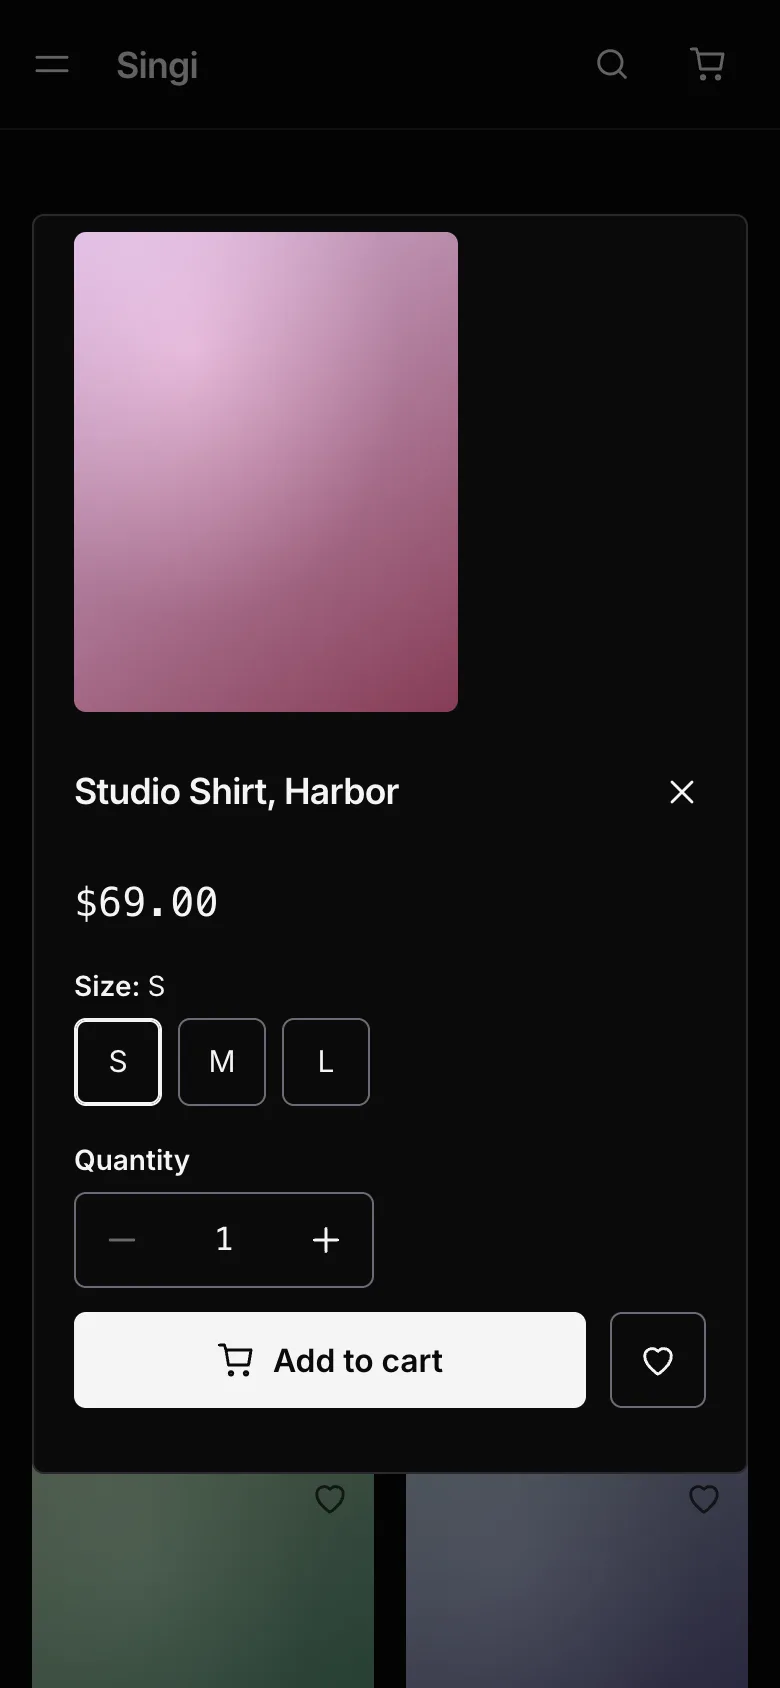 Singi
Studio Shirt, Harbor
$69.00
Size: S
S M L
Quantity
1
Add to cart